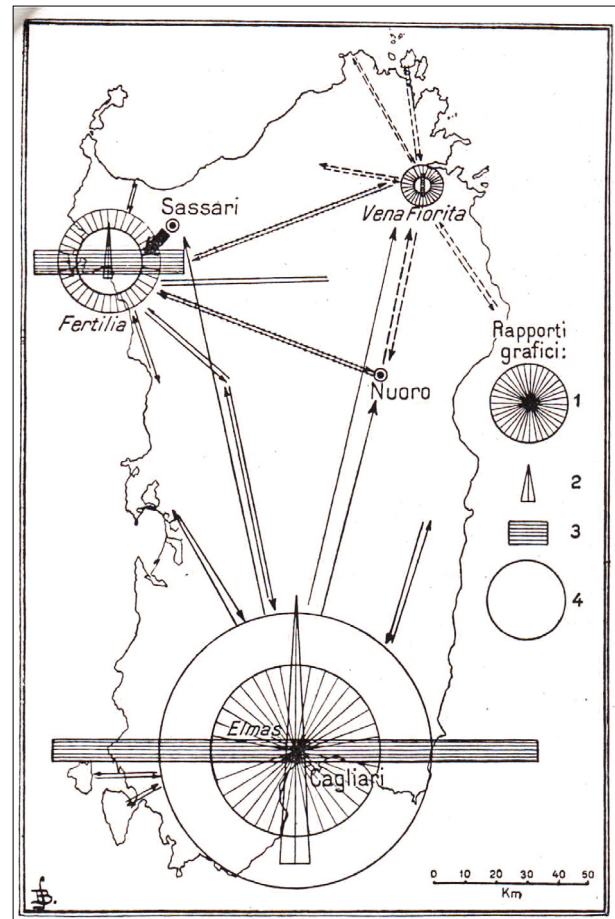 Sassari
Vena Fiorita
Fertilia
Rapporti
grafici:
1
Nuoro
2
3
4
Elmas
Cagliari
0 10 20 30 40 50
Km.